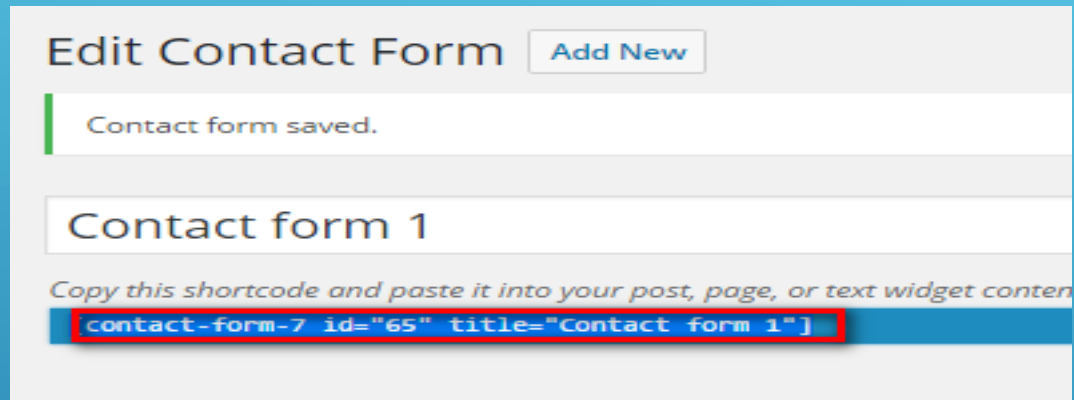 Edit Contact Form Add New
Contact form saved.
Contact form 1
Copy this shortcode and paste it into your post, page, or text widget conten
[contact-form-7 id="65" title="Contact form 1"]